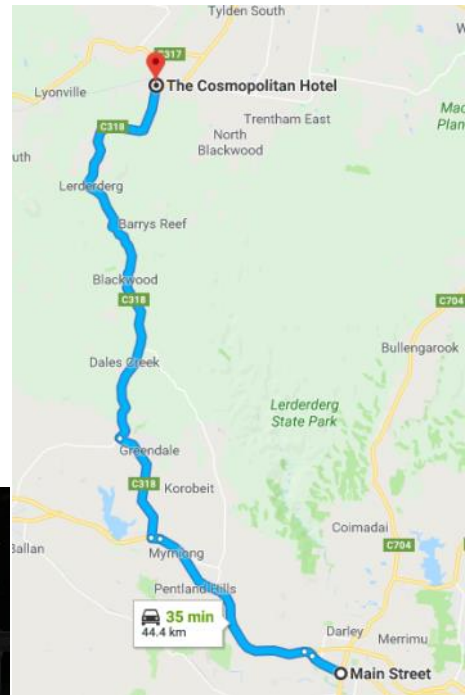 Tylden South
C317
Lyonville
The Cosmopolitan Hotel
Trentham East
C318
North
Blackwood
Lerderderg
Barrys Reef
Blackwood
C318
C704
Bullengarook
Dales Creek
Lerderderg
State Park
Greendale
C318
Korobeit
Coimadai
Ballan
Myrniong
C704
Pentland Hills
35 min
44.4 km
Darley
Merrimu
Main Street